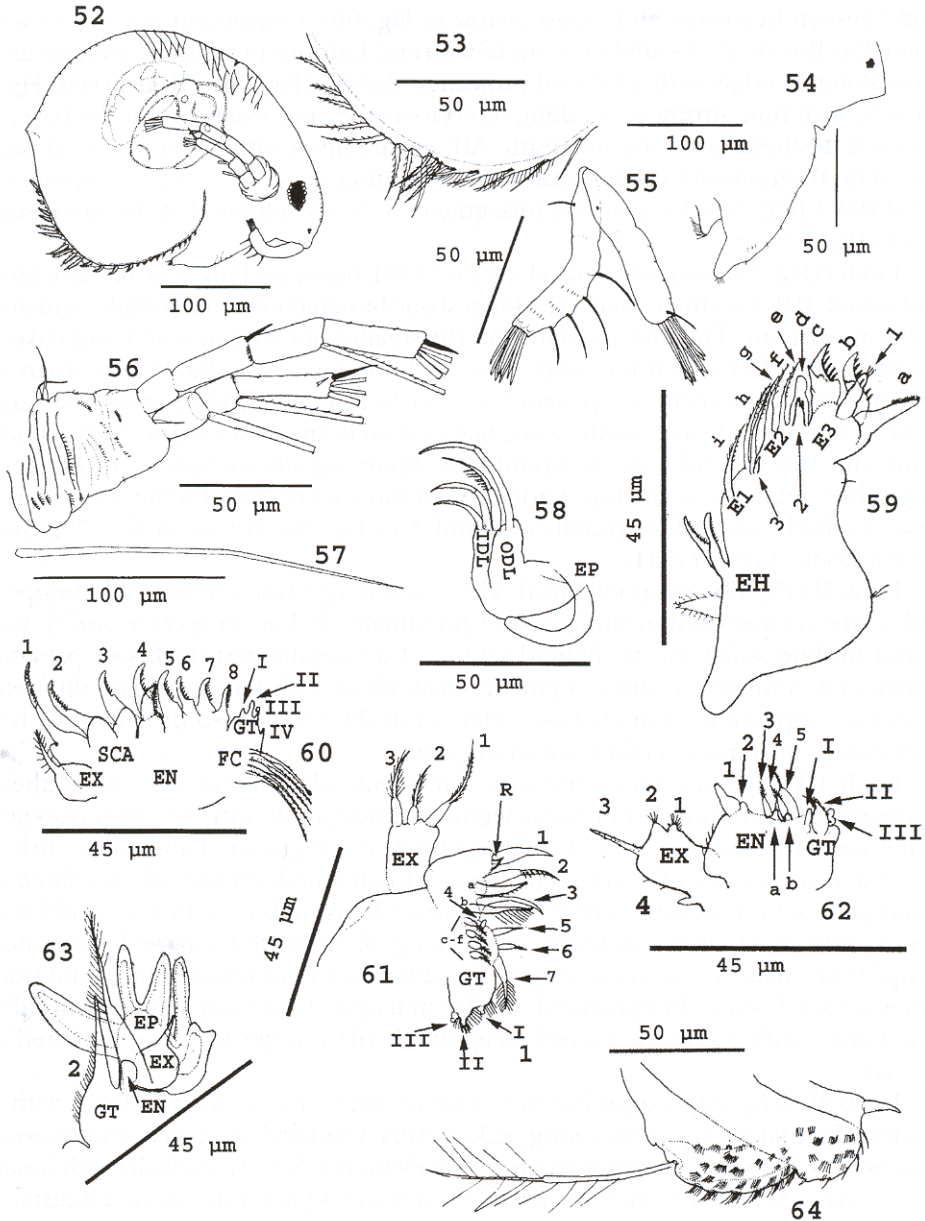 52
100 μm
53
50 μm
54
100 μm
50 μm
55
50 μm
56
50 μm
57
100 μm
58
IDL
ODL
EP
50 μm
59
a
b
c
d
e
f
g
h
i
1
2
3
E1
E2
E3
EH
45 μm
60
1
2
3
4
5
6
7
8
I
II
III
IV
GT
SCA
EX
EN
FC
45 μm
61
3
2
1
EX
R
1
2
3
4
a
b
c-f
5
6
7
GT
III
II
I
1
45 μm
62
3
2
1
EX
4
1
2
3
4
5
I
II
III
EN
GT
a
b
45 μm
63
2
EP
EX
EN
GT
45 μm
64
50 μm